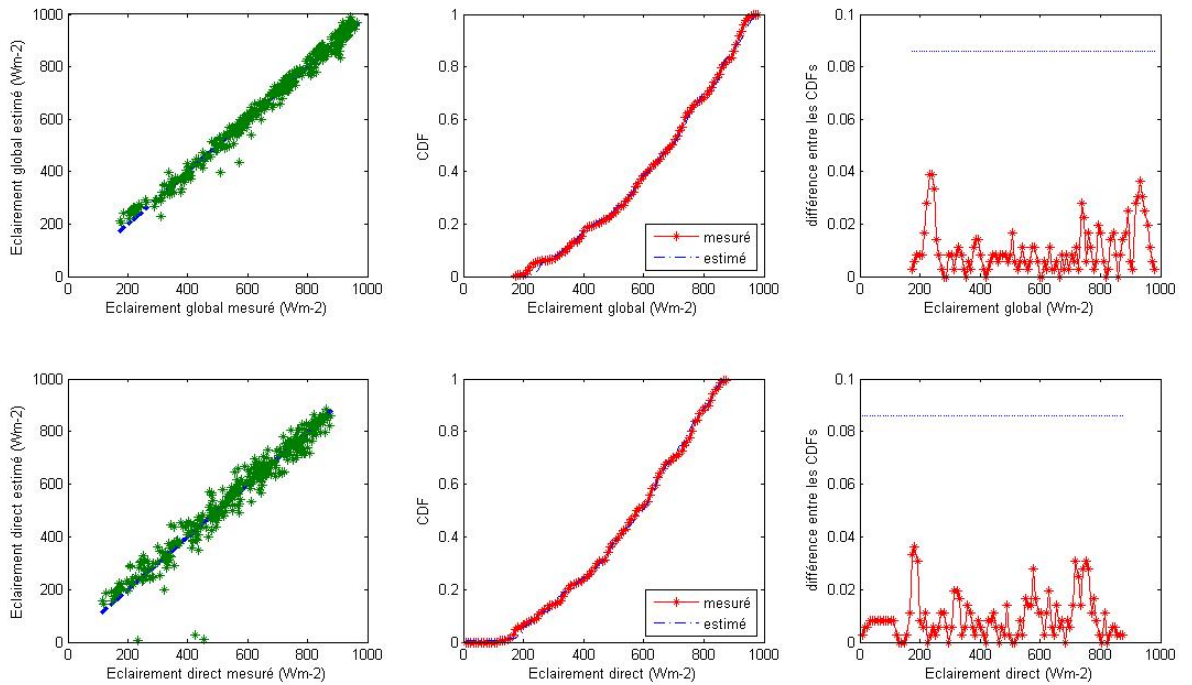 1000
800
600
400
200
0
Eclairement global estimé (Wm-2)
0 200 400 600 800 1000
Eclairement global mesuré (Wm-2)
1
0.8
0.6
0.4
0.2
0
CDF
mesuré
estimé
0 200 400 600 800 1000
Eclairement global (Wm-2)
0.1
0.08
0.06
0.04
0.02
0
différence entre les CDFs
0 200 400 600 800 1000
Eclairement global (Wm-2)
1000
800
600
400
200
0
Eclairement direct estimé (Wm-2)
0 200 400 600 800 1000
Eclairement direct mesuré (Wm-2)
1
0.8
0.6
0.4
0.2
0
CDF
mesuré
estimé
0 200 400 600 800 1000
Eclairement direct (Wm-2)
0.1
0.08
0.06
0.04
0.02
0
différence entre les CDFs
0 200 400 600 800 1000
Eclairement direct (Wm-2)